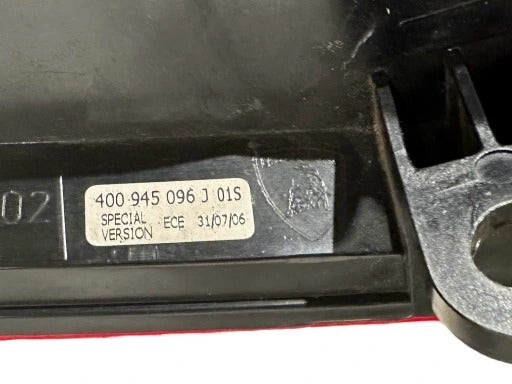 02
400 945 096 J 01S
SPECIAL VERSION ECE 31/07/06